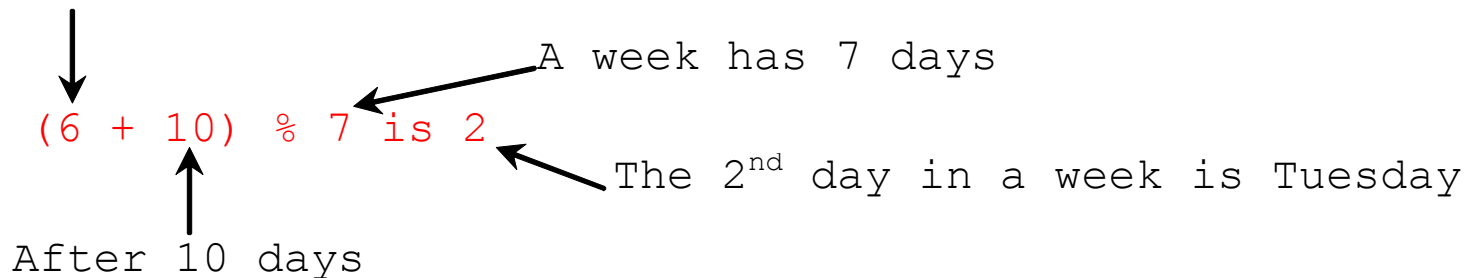 A week has 7 days
(6 + 10) % 7 is 2
The 2nd day in a week is Tuesday
After 10 days